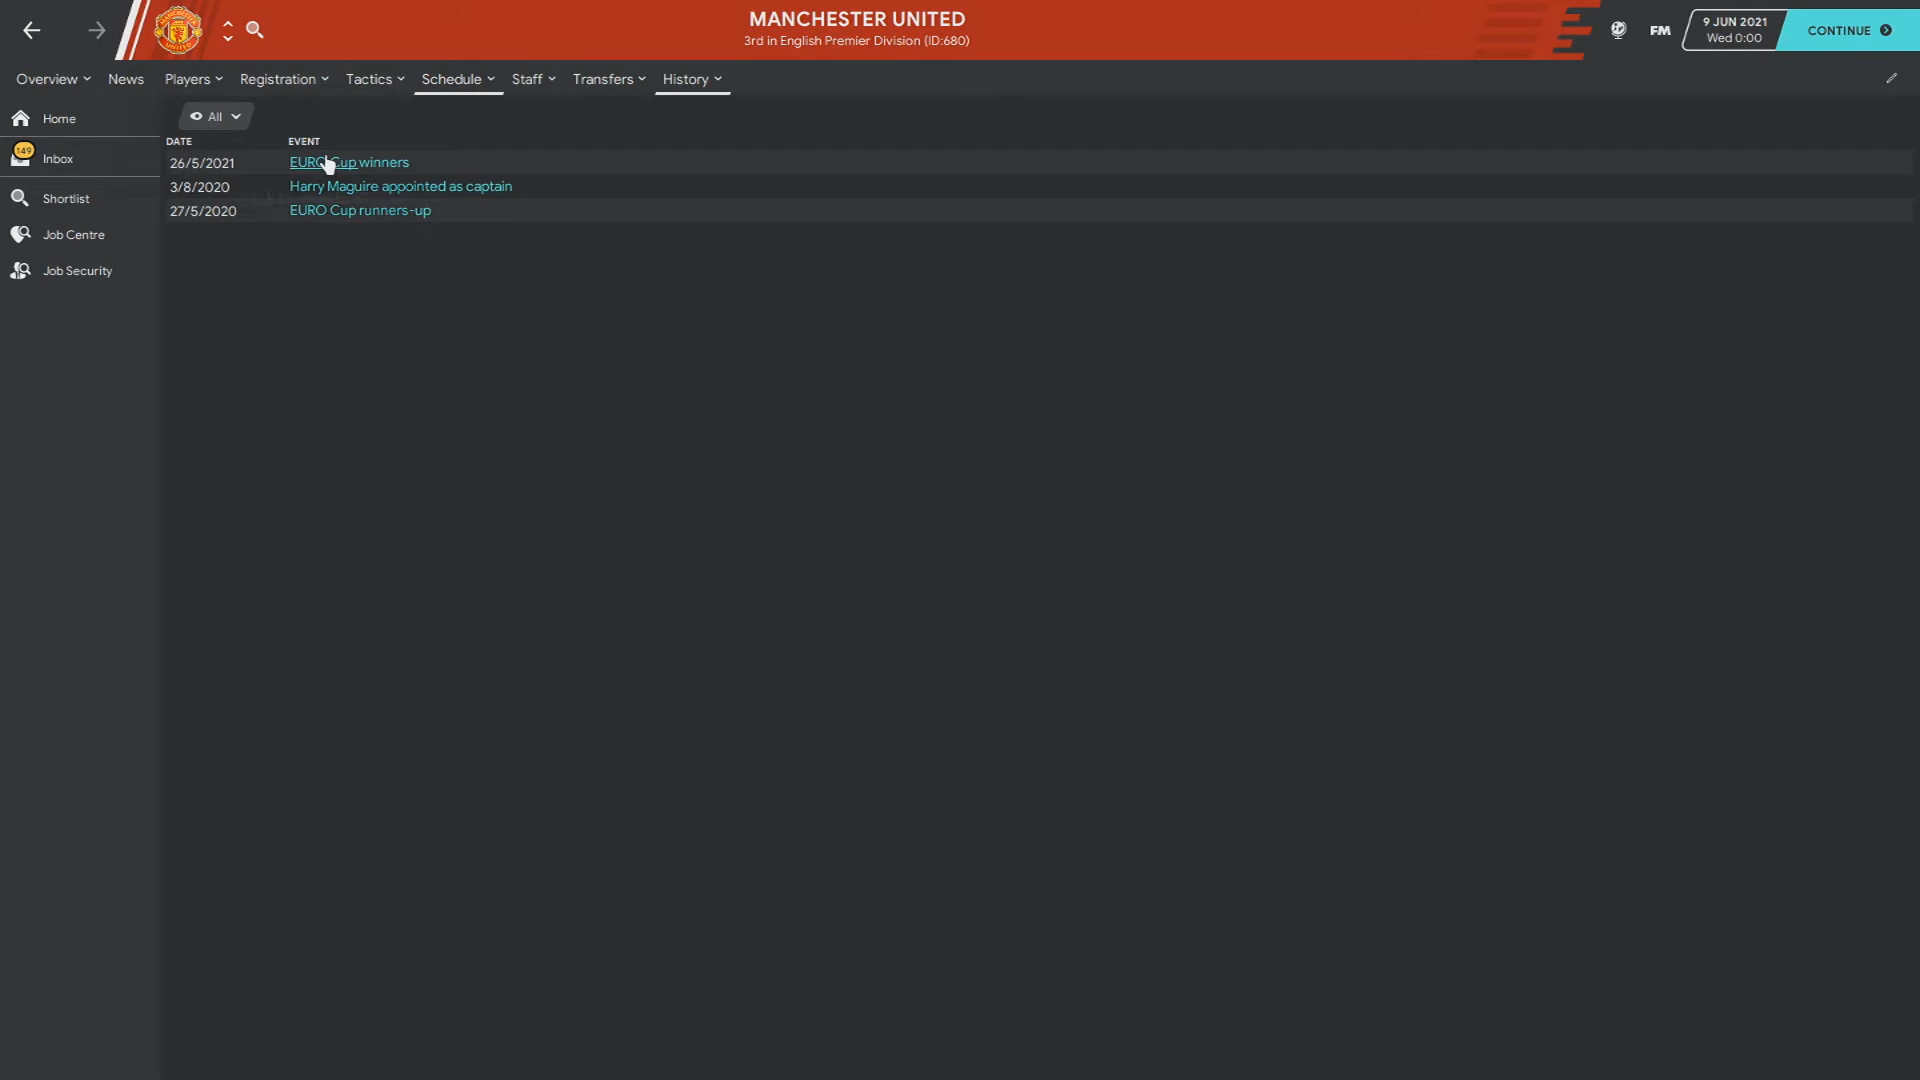 MANCHESTER UNITED
3rd in English Premier Division (ID:680)
FM
9 JUN 2021
Wed 0:00
CONTINUE
Overview News Players Registration Tactics Schedule Staff Transfers History
Home
149
Inbox
Shortlist
Job Centre
Job Security
All
DATE EVENT
26/5/2021 EURO Cup winners
3/8/2020 Harry Maguire appointed as captain
27/5/2020 EURO Cup runners-up